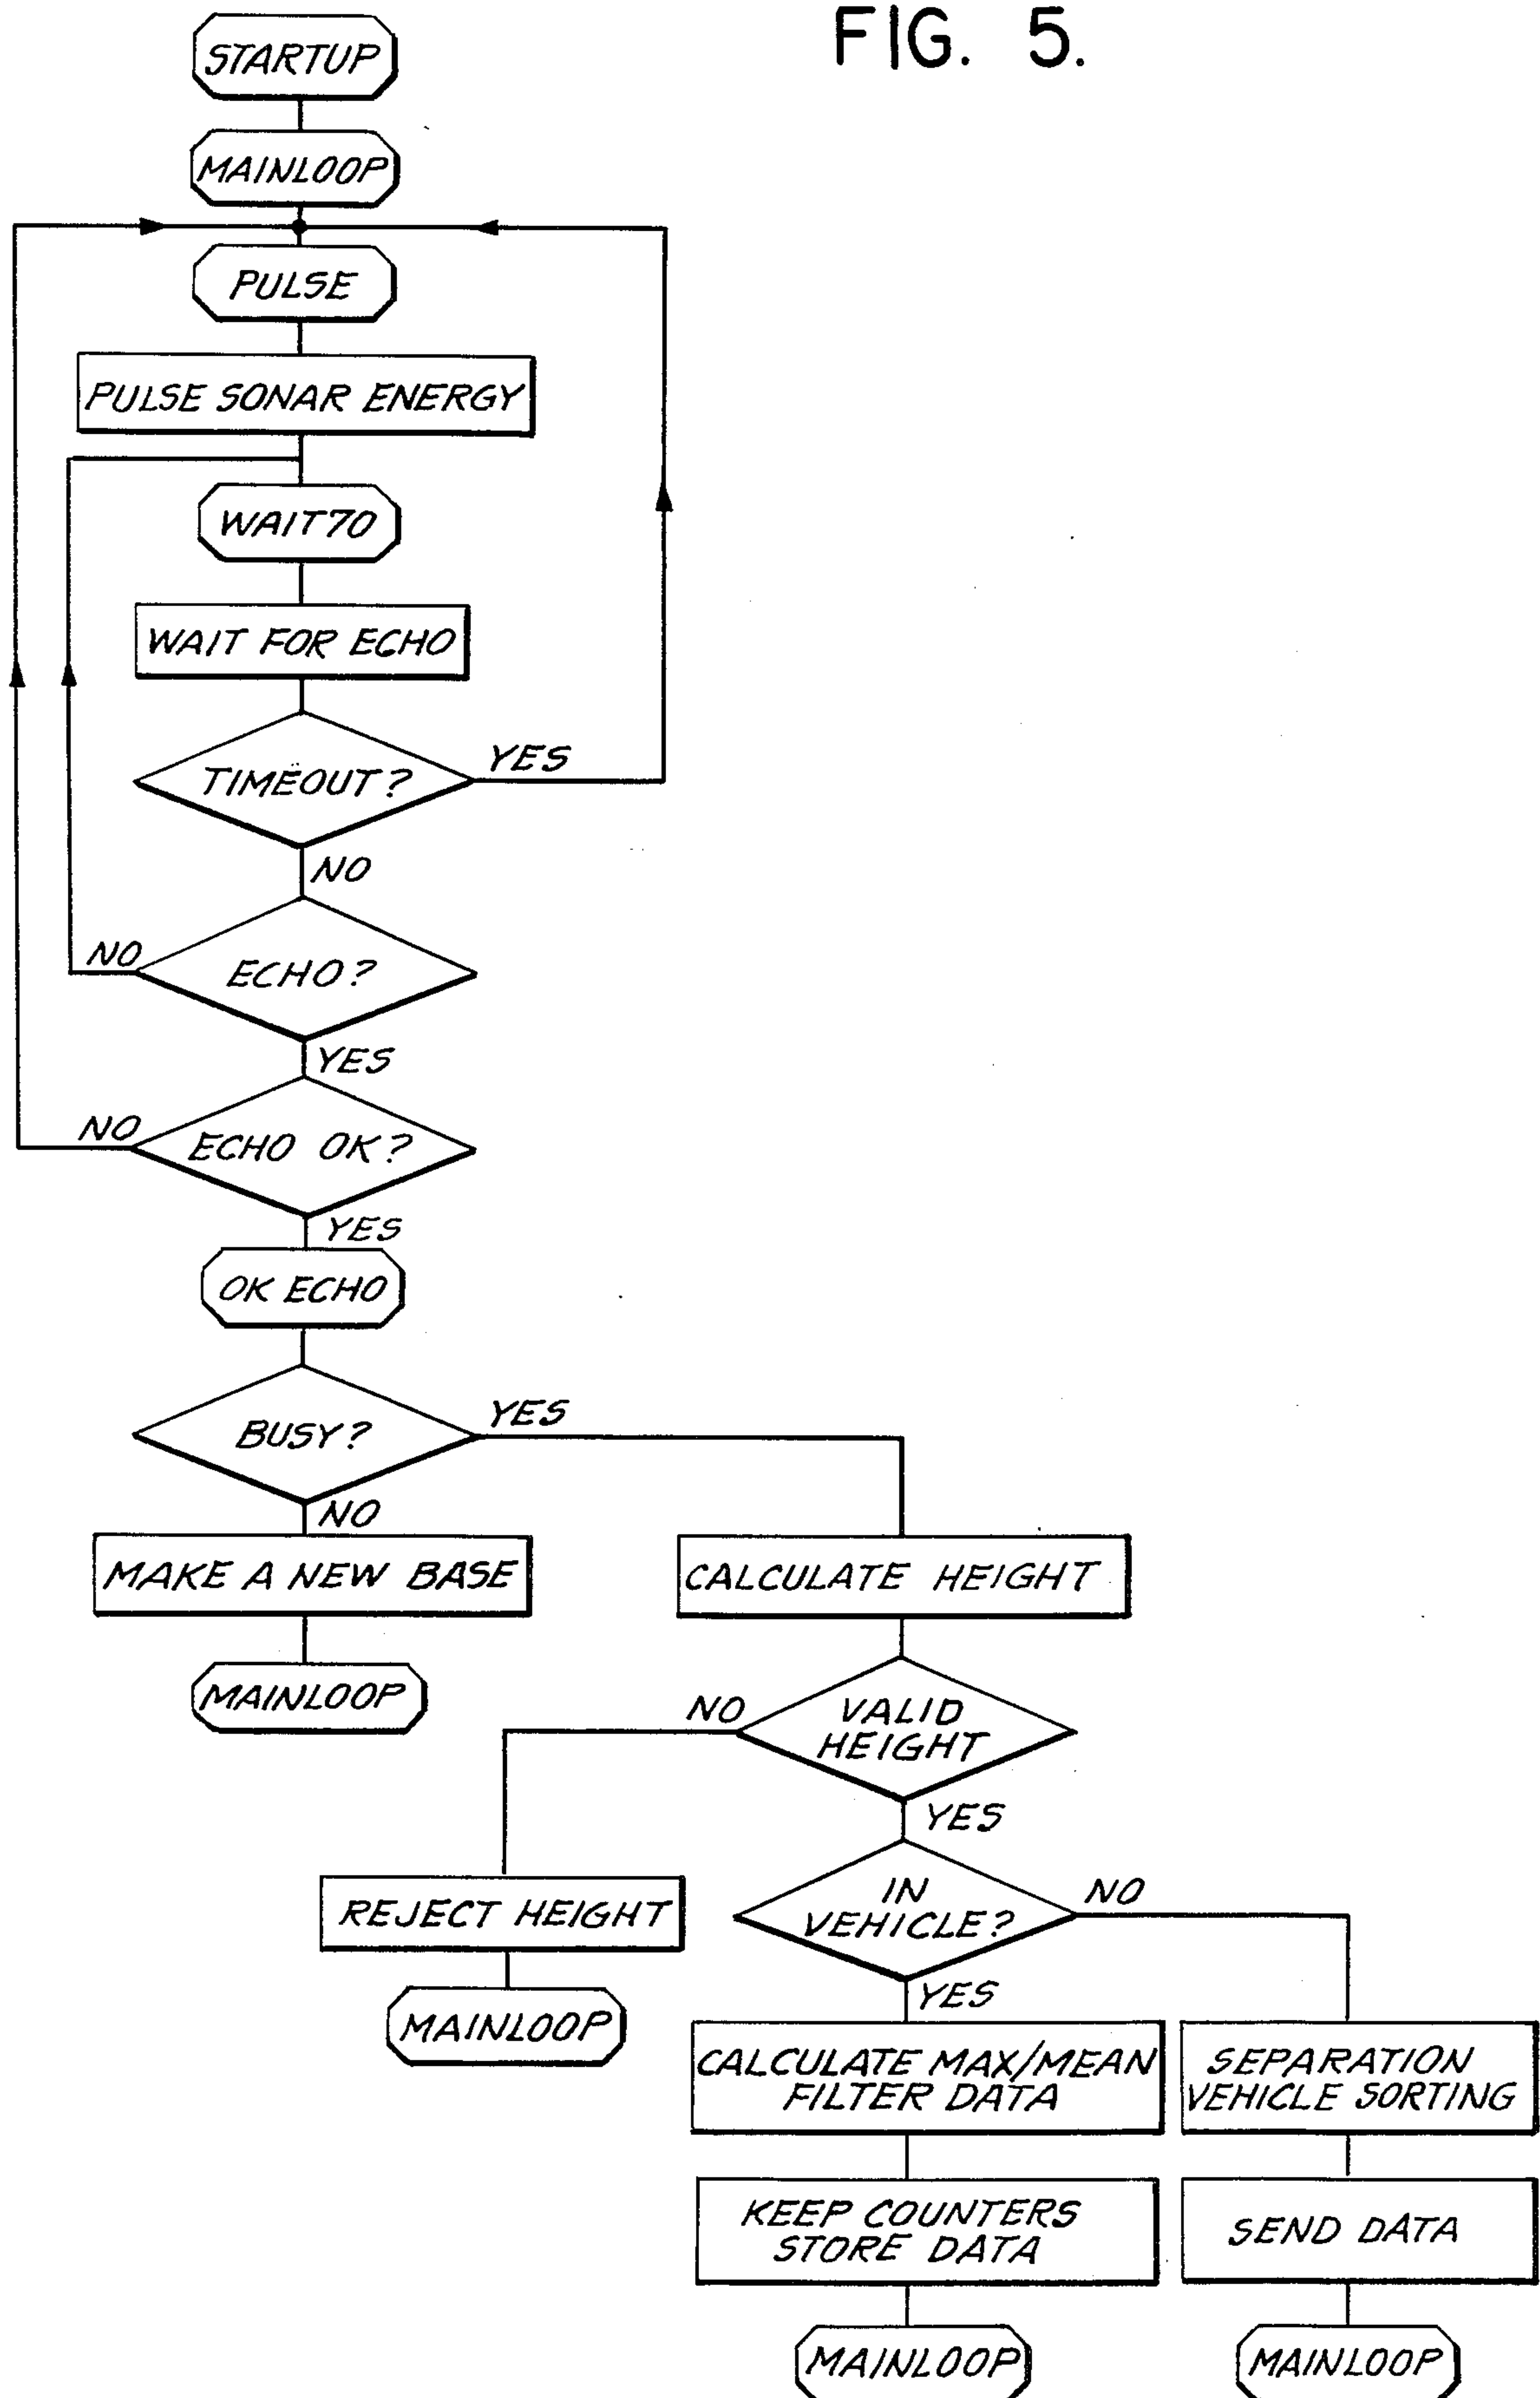 FIG. 5.
STARTUP
MAINLOOP
PULSE
PULSE SONAR ENERGY
WAIT70
WAIT FOR ECHO
TIMEOUT?
YES
NO
ECHO?
NO
YES
ECHO OK?
NO
YES
OK ECHO
BUSY?
YES
NO
MAKE A NEW BASE
MAINLOOP
CALCULATE HEIGHT
VALID
HEIGHT
NO
YES
REJECT HEIGHT
MAINLOOP
IN
VEHICLE?
NO
YES
CALCULATE MAX/MEAN
FILTER DATA
KEEP COUNTERS
STORE DATA
MAINLOOP
SEPARATION
VEHICLE SORTING
SEND DATA
MAINLOOP